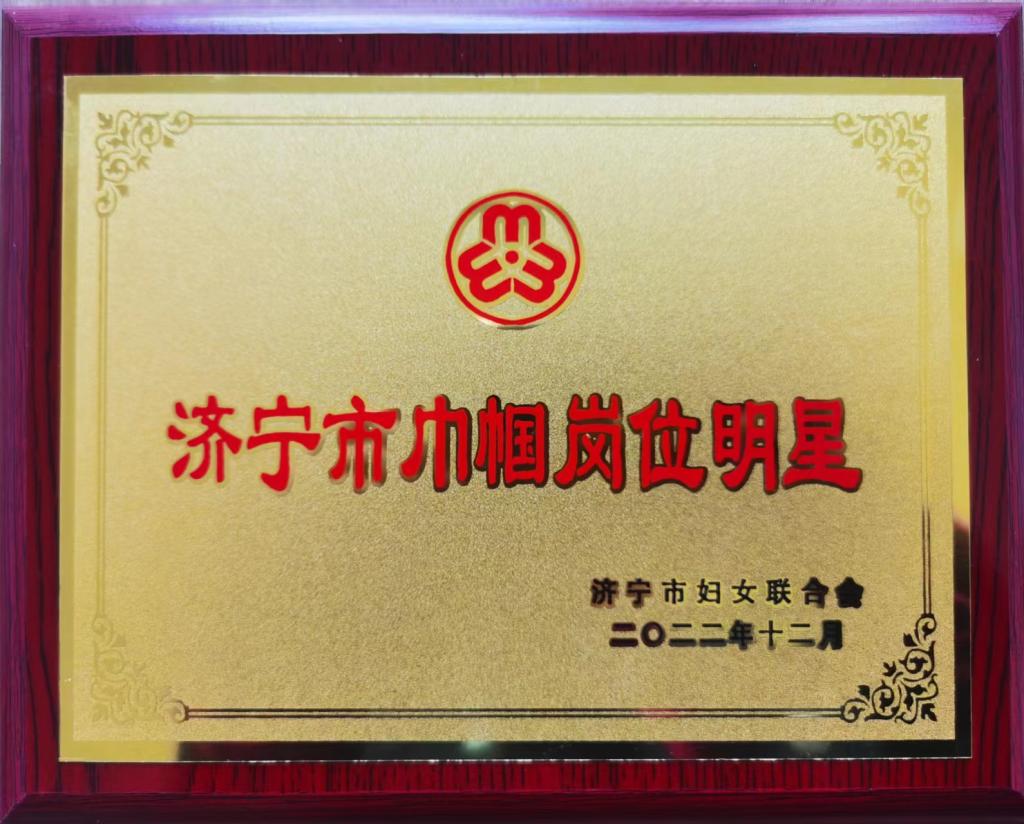 济宁市巾帼岗位明星
济宁市妇女联合会
二〇二二年十二月